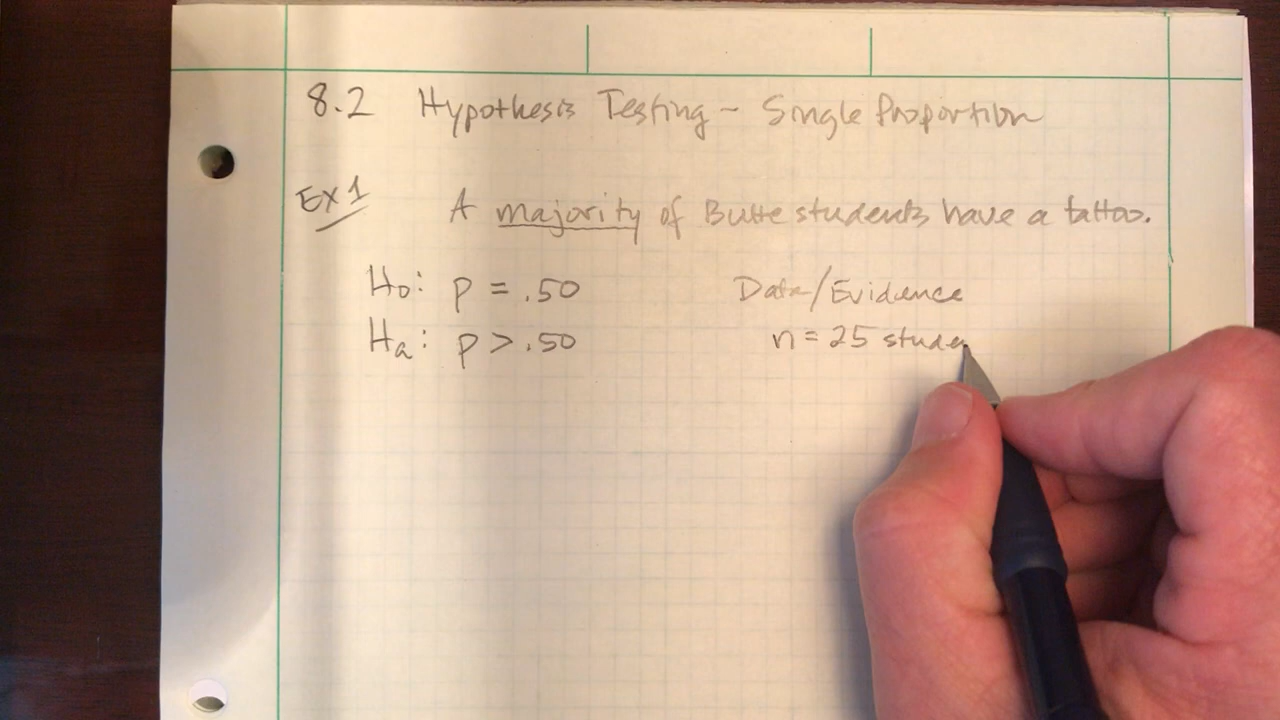 8.2 Hypothesis Testing - Single Proportion
EX 1 A majority of Butte students have a tattoo.
H₀: p = .50
Hₐ: p > .50
Data/Evidence
n = 25 stude